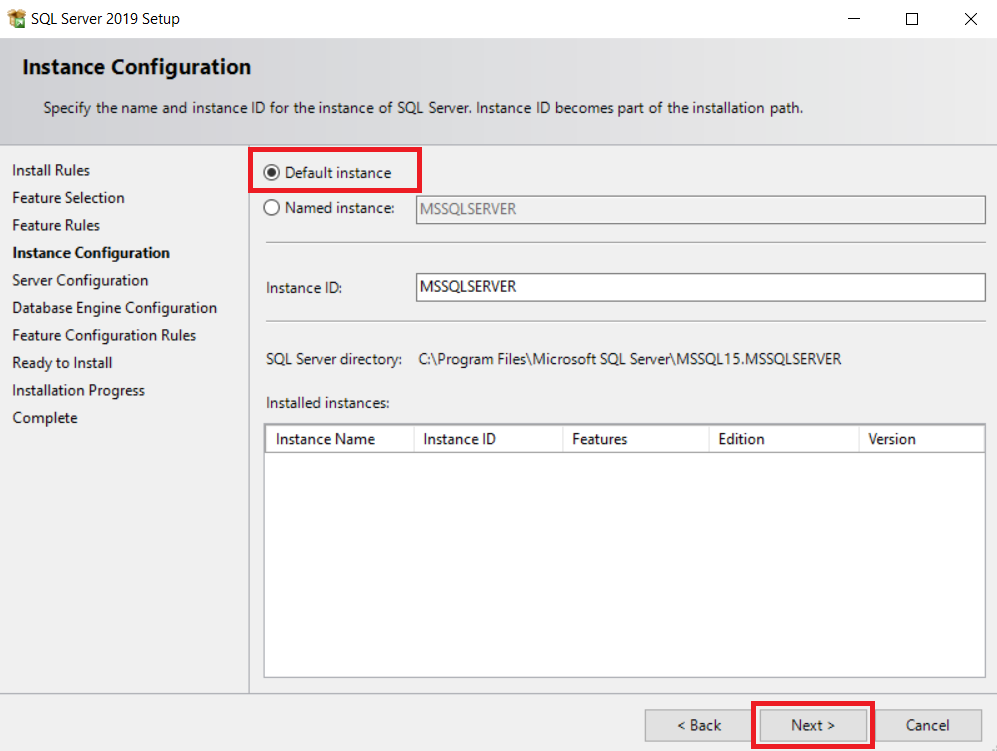 SQL Server 2019 Setup
Instance Configuration
Specify the name and instance ID for the instance of SQL Server. Instance ID becomes part of the installation path.
Install Rules
Feature Selection
Feature Rules
Instance Configuration
Server Configuration
Database Engine Configuration
Feature Configuration Rules
Ready to Install
Installation Progress
Complete
Default instance
Named instance: MSSQLSERVER
Instance ID: MSSQLSERVER
SQL Server directory: C:\Program Files\Microsoft SQL Server\MSSQL15.MSSQLSERVER
Installed instances:
Instance Name Instance ID Features Edition Version
< Back Next > Cancel